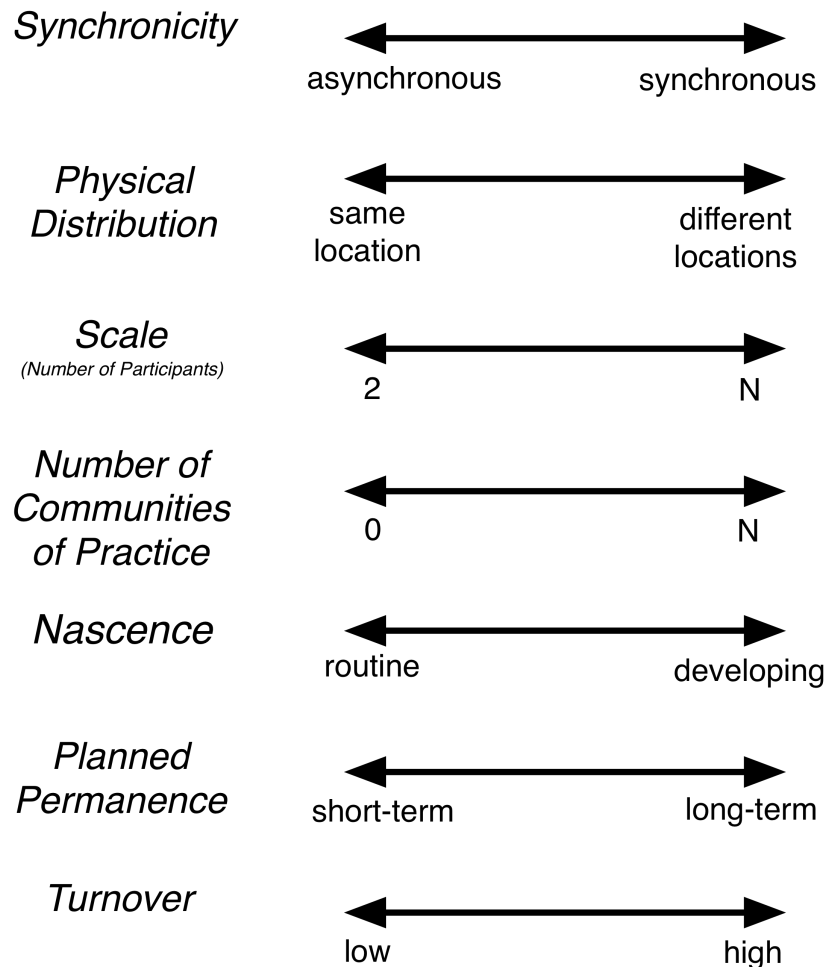 Synchronicity
asynchronous synchronous
Physical
Distribution
same
location
different
locations
Scale
(Number of Participants)
2 N
Number of
Communities
of Practice
0 N
Nascence
routine developing
Planned
Permanence
short-term long-term
Turnover
low high